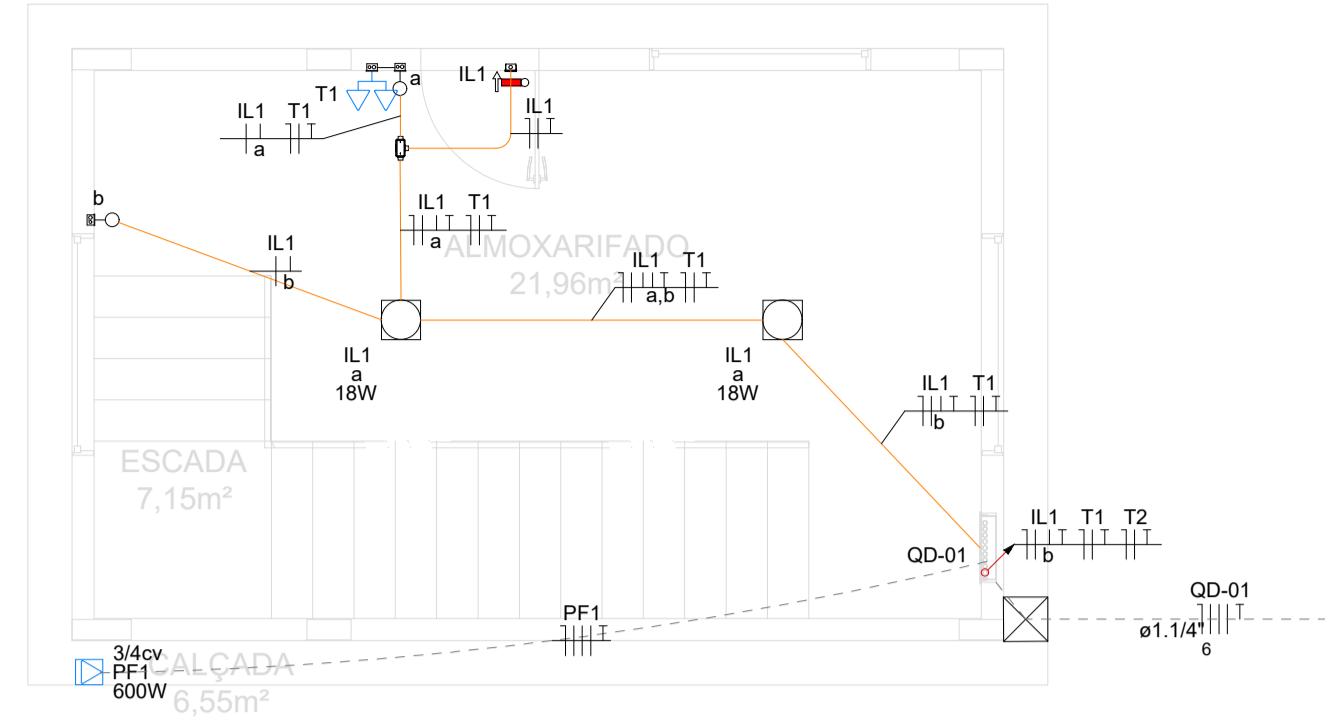 a
IL1
T1
IL1
T1
a
IL1
b
IL1
T1
a
IL1
b
ALMOXARIFADO
21,96m²
IL1
T1
a,b
IL1
a
18W
IL1
a
18W
IL1
T1
b
ESCADA
7,15m²
IL1
T1
T2
b
QD-01
QD-01
ø1.1/4"
6
PF1
3/4cv
PF1
600W
CALÇADA
6,55m²